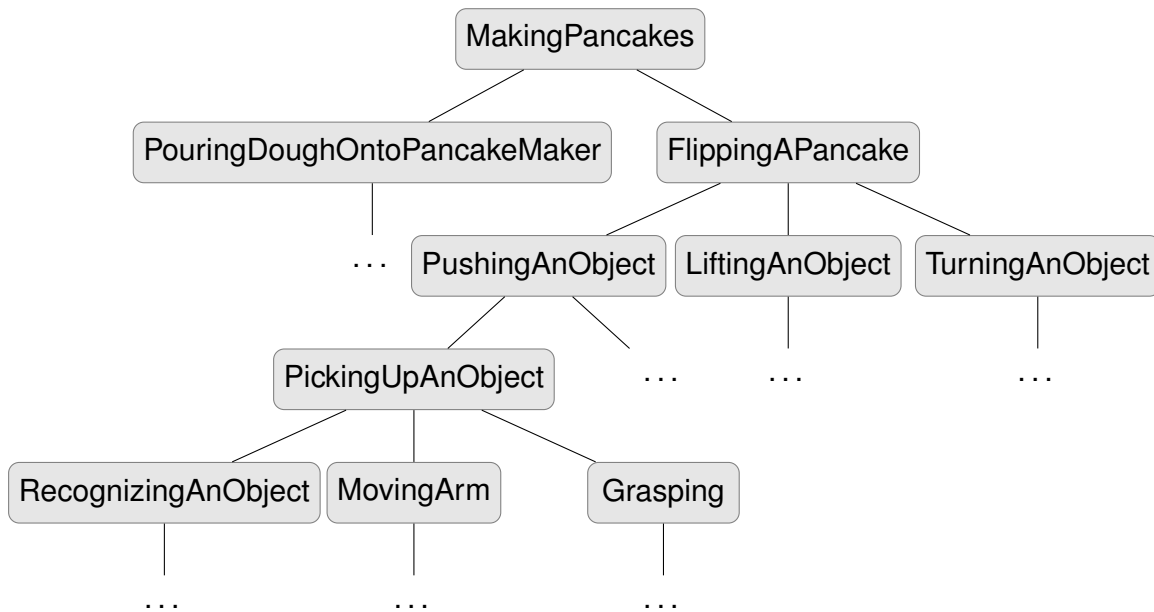 MakingPancakes
PouringDoughOntoPancakeMaker FlippingAPancake
... PushingAnObject LiftingAnObject TurningAnObject
PickingUpAnObject ... ... ...
RecognizingAnObject MovingArm Grasping
... ... ...